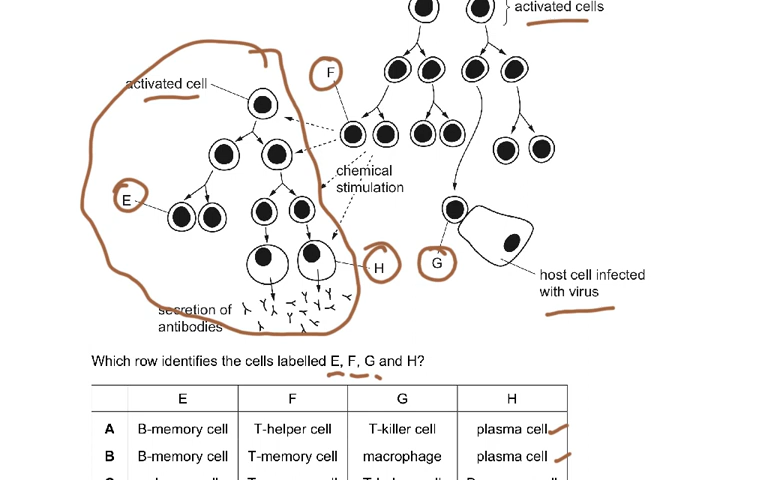 activated cells
activated cell
F
chemical
stimulation
E
H
G
host cell infected
with virus
secretion of
antibodies
Which row identifies the cells labelled E, F, G and H?
E F G H
A B-memory cell T-helper cell T-killer cell plasma cell
B B-memory cell T-memory cell macrophage plasma cell